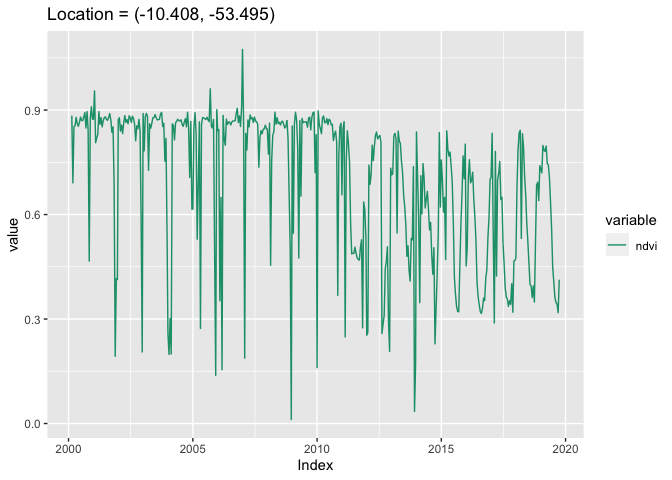 Location = (-10.408, -53.495)
0.9
0.6
0.3
0.0
value
2000
2005
2010
2015
2020
Index
variable
ndvi